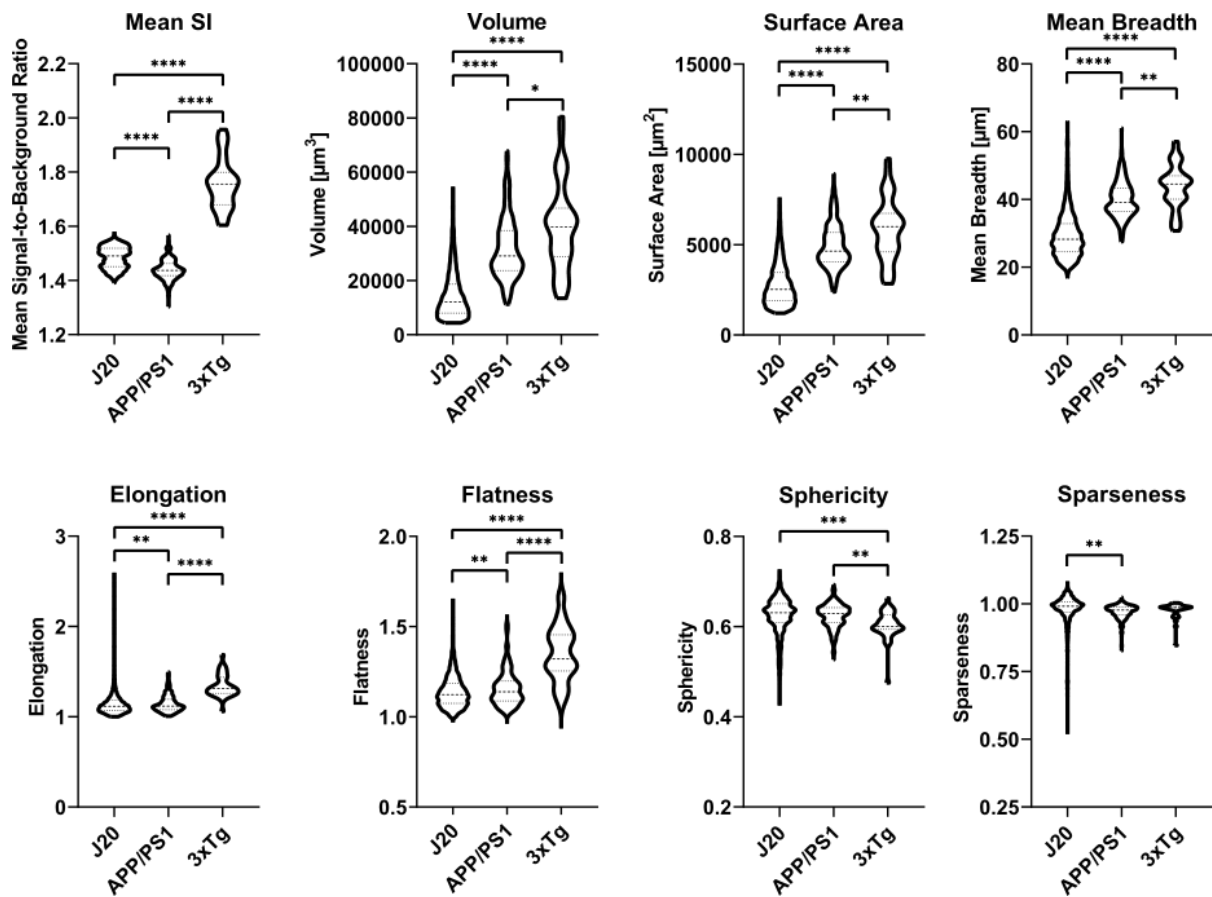 Mean SI
Mean Signal-to-Background Ratio
2.2
2.0
1.8
1.6
1.4
1.2
****
****
****
J20
APP/PS1
3xTg
Volume
Volume [µm³]
100000
80000
60000
40000
20000
0
****
****
*
J20
APP/PS1
3xTg
Surface Area
Surface Area [µm²]
15000
10000
5000
0
****
****
**
J20
APP/PS1
3xTg
Mean Breadth
Mean Breadth [µm]
80
60
40
20
0
****
****
**
J20
APP/PS1
3xTg
Elongation
Elongation
3
2
1
0
****
**
****
J20
APP/PS1
3xTg
Flatness
Flatness
2.0
1.5
1.0
0.5
****
****
**
J20
APP/PS1
3xTg
Sphericity
Sphericity
0.8
0.6
0.4
0.2
***
**
J20
APP/PS1
3xTg
Sparseness
Sparseness
1.25
1.00
0.75
0.50
0.25
**
J20
APP/PS1
3xTg